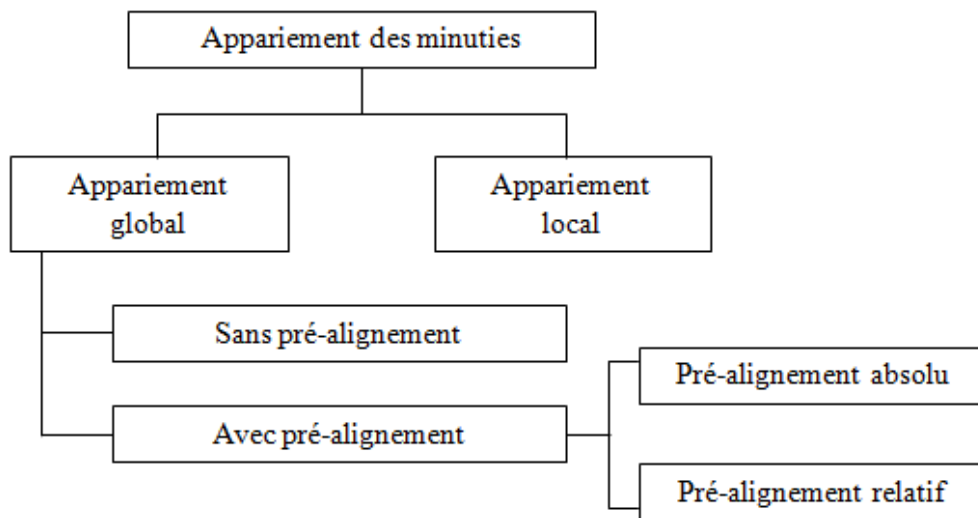 Appariement des minuties
Appariement
global
Appariement
local
Sans pré-alignement
Avec pré-alignement
Pré-alignement absolu
Pré-alignement relatif